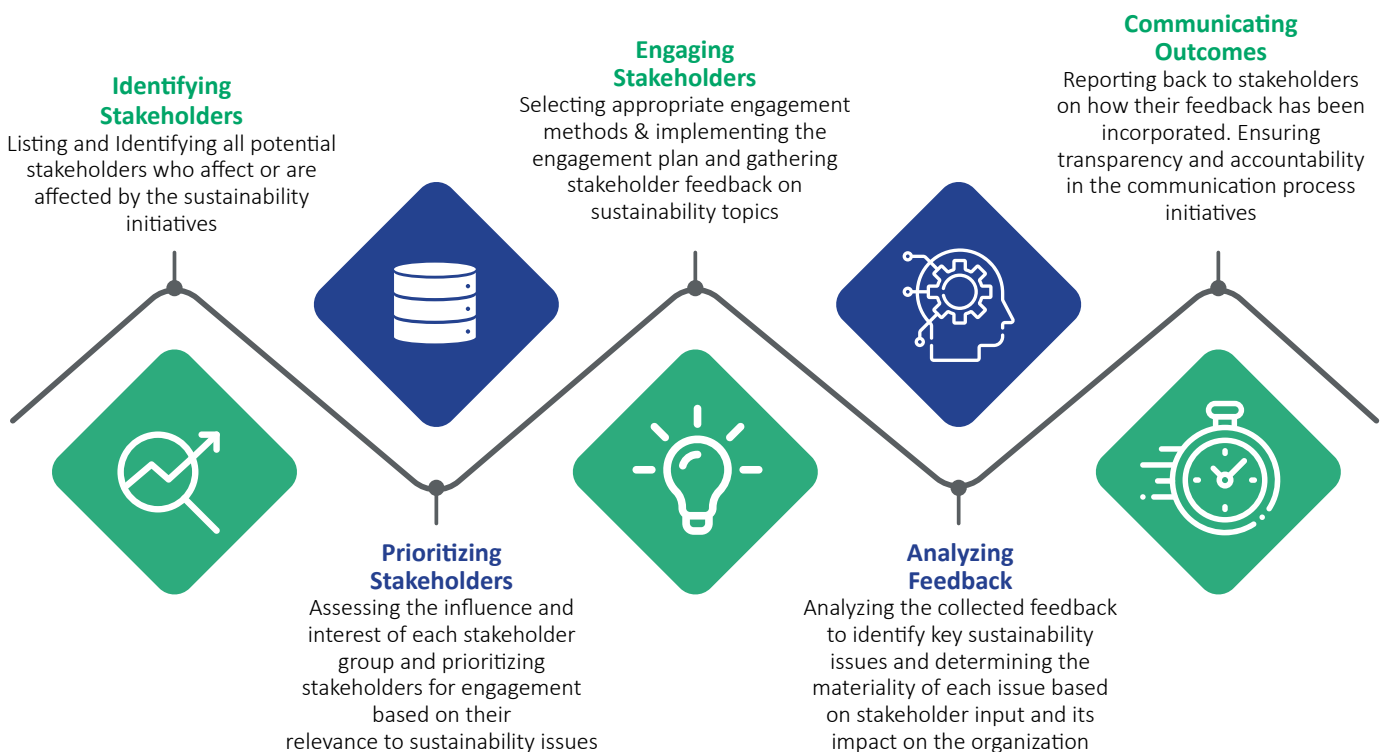 Identifying
Stakeholders
Listing and Identifying all potential
stakeholders who affect or are
affected by the sustainability
initiatives
Prioritizing
Stakeholders
Assessing the influence and
interest of each stakeholder
group and prioritizing
stakeholders for engagement
based on their
relevance to sustainability issues
Engaging
Stakeholders
Selecting appropriate engagement
methods & implementing the
engagement plan and gathering
stakeholder feedback on
sustainability topics
Analyzing
Feedback
Analyzing the collected feedback
to identify key sustainability
issues and determining the
materiality of each issue based
on stakeholder input and its
impact on the organization
Communicating
Outcomes
Reporting back to stakeholders
on how their feedback has been
incorporated. Ensuring
transparency and accountability
in the communication process
initiatives